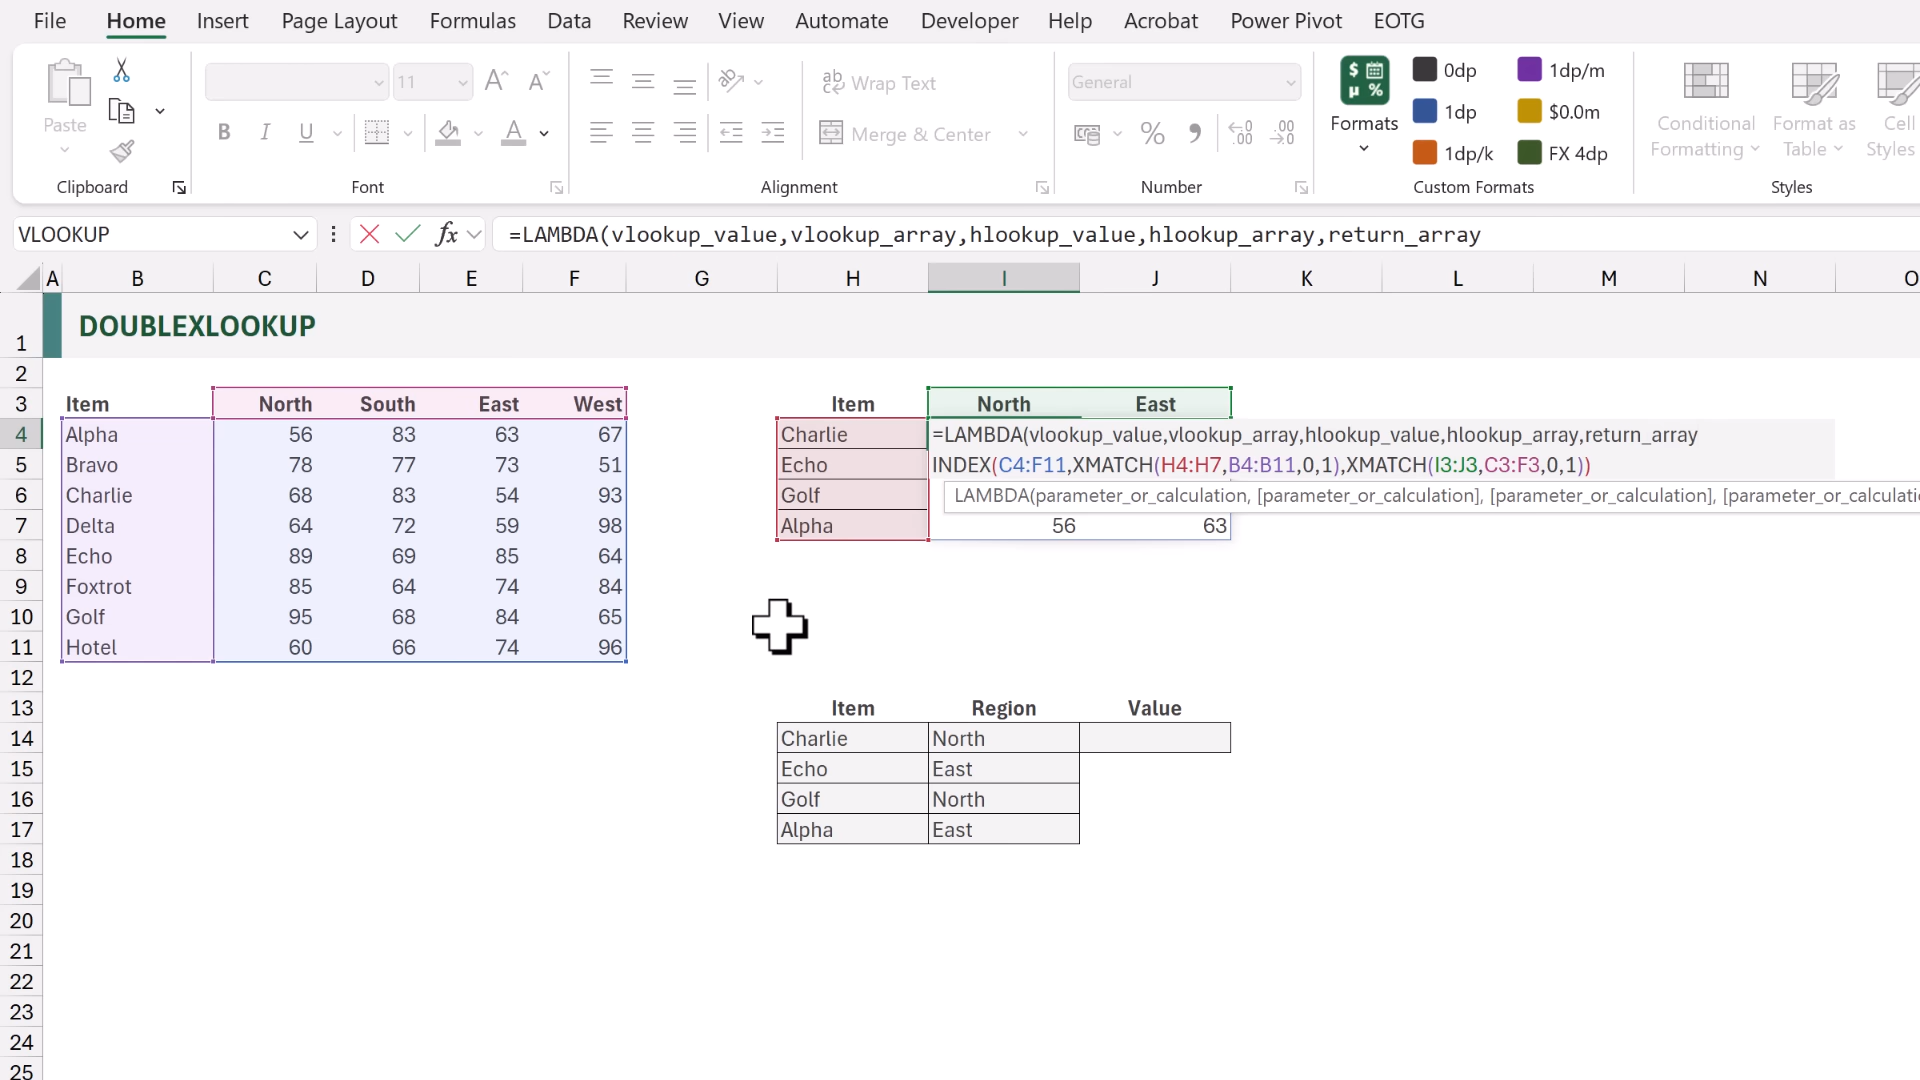 File Home Insert Page Layout Formulas Data Review View Automate Developer Help Acrobat Power Pivot EOTG
11 Wrap Text General 0dp 1dp/m
Paste Formats 1dp $0.0m Conditional Format as Cell
B I U Merge & Center % .00 .00 Formatting Table Styles
1dp/k FX 4dp
Clipboard Font Alignment Number Custom Formats Styles
VLOOKUP fx =LAMBDA(vlookup_value,vlookup_array,hlookup_value,hlookup_array,return_array
A B C D E F G H I J K L M N O
1 DOUBLEXLOOKUP
2
3 Item North South East West Item North East
4 Alpha 56 83 63 67 Charlie =LAMBDA(vlookup_value,vlookup_array,hlookup_value,hlookup_array,return_array
5 Bravo 78 77 73 51 Echo INDEX(C4:F11,XMATCH(H4:H7,B4:B11,0,1),XMATCH(I3:J3,C3:F3,0,1))
6 Charlie 68 83 54 93 Golf LAMBDA(parameter_or_calculation, [parameter_or_calculation], [parameter_or_calculation], [parameter_or_calculati
7 Delta 64 72 59 98 Alpha 56 63
8 Echo 89 69 85 64
9 Foxtrot 85 64 74 84
10 Golf 95 68 84 65
11 Hotel 60 66 74 96
12
13 Item Region Value
14 Charlie North
15 Echo East
16 Golf North
17 Alpha East
18
19
20
21
22
23
24
25